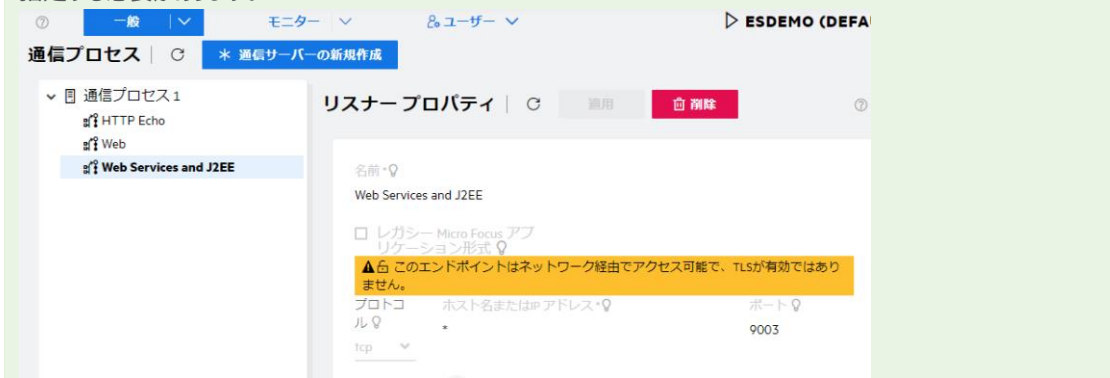 一般
モニター
ユーザー
ESDEMO (DEFAU
通信プロセス
* 通信サーバーの新規作成
通信プロセス 1
リスナー プロパティ
適用
削除
HTTP Echo
Web
Web Services and J2EE
名前*
Web Services and J2EE
レガシー Micro Focus アプ
リケーション形式
このエンドポイントはネットワーク経由でアクセス可能で、TLSが有効ではあり
ません。
プロトコ
ル
ホスト名またはIP アドレス*
ポート
*
9003
tcp